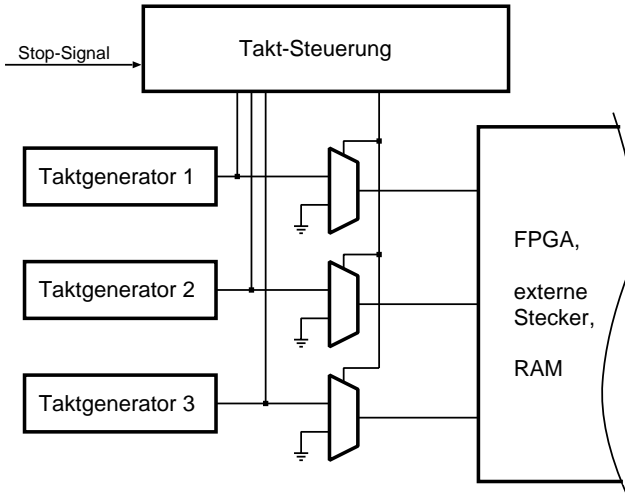 Takt-Steuerung
Stop-Signal
Taktgenerator 1
Taktgenerator 2
Taktgenerator 3
FPGA,
externe
Stecker,
RAM